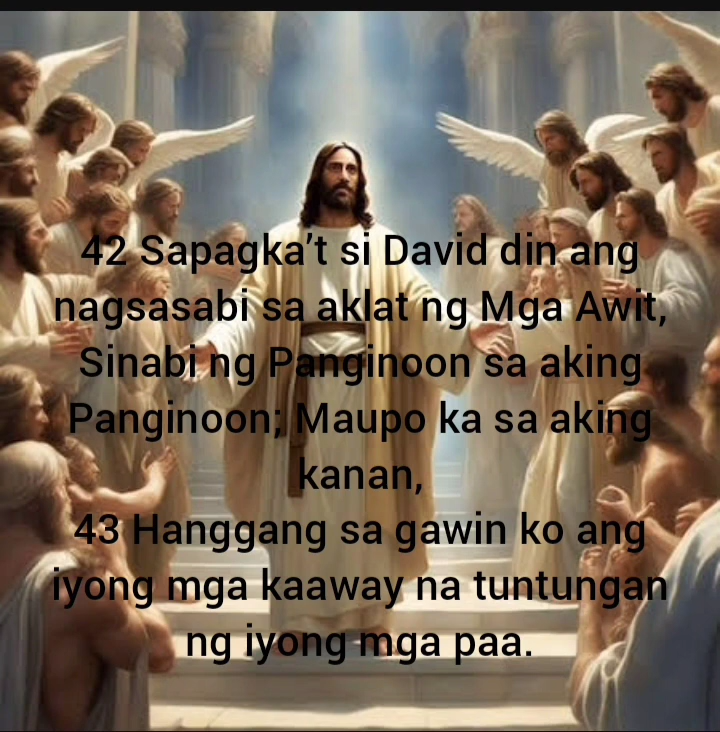 42 Sapagka’t si David din ang
nagsasabi sa aklat ng Mga Awit,
Sinabi ng Panginoon sa aking
Panginoon; Maupo ka sa aking
kanan,
43 Hanggang sa gawin ko ang
iyong mga kaaway na tuntungan
ng iyong mga paa.